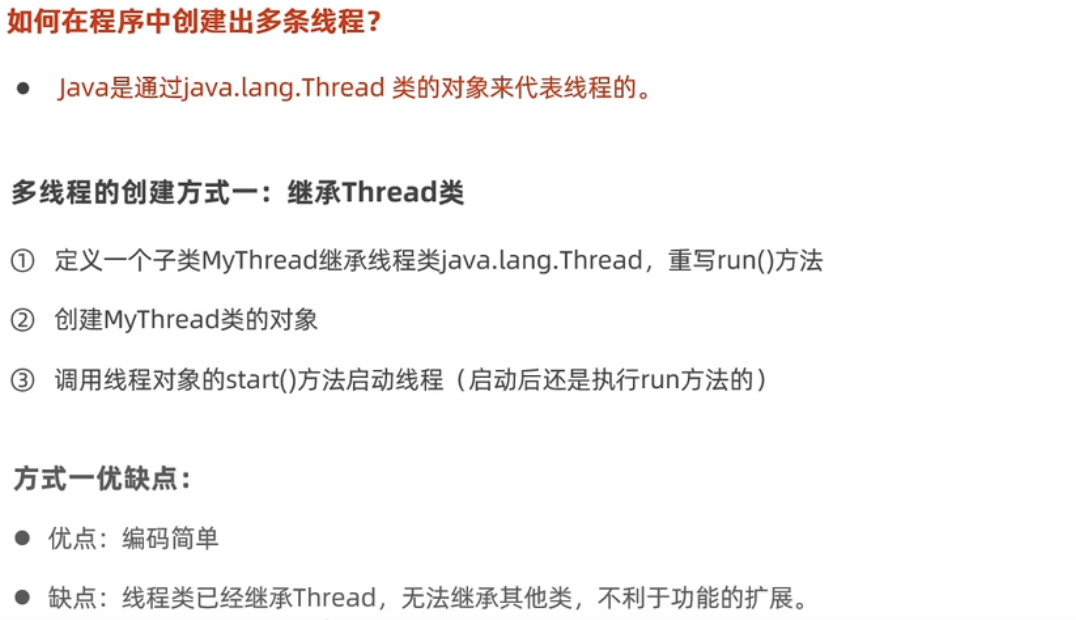 如何在程序中创建出多条线程？
● Java是通过java.lang.Thread 类的对象来代表线程的。
多线程的创建方式一：继承Thread类
① 定义一个子类MyThread继承线程类java.lang.Thread，重写run()方法
② 创建MyThread类的对象
③ 调用线程对象的start()方法启动线程（启动后还是执行run方法的）
方式一优缺点：
● 优点：编码简单
● 缺点：线程类已经继承Thread，无法继承其他类，不利于功能的扩展。